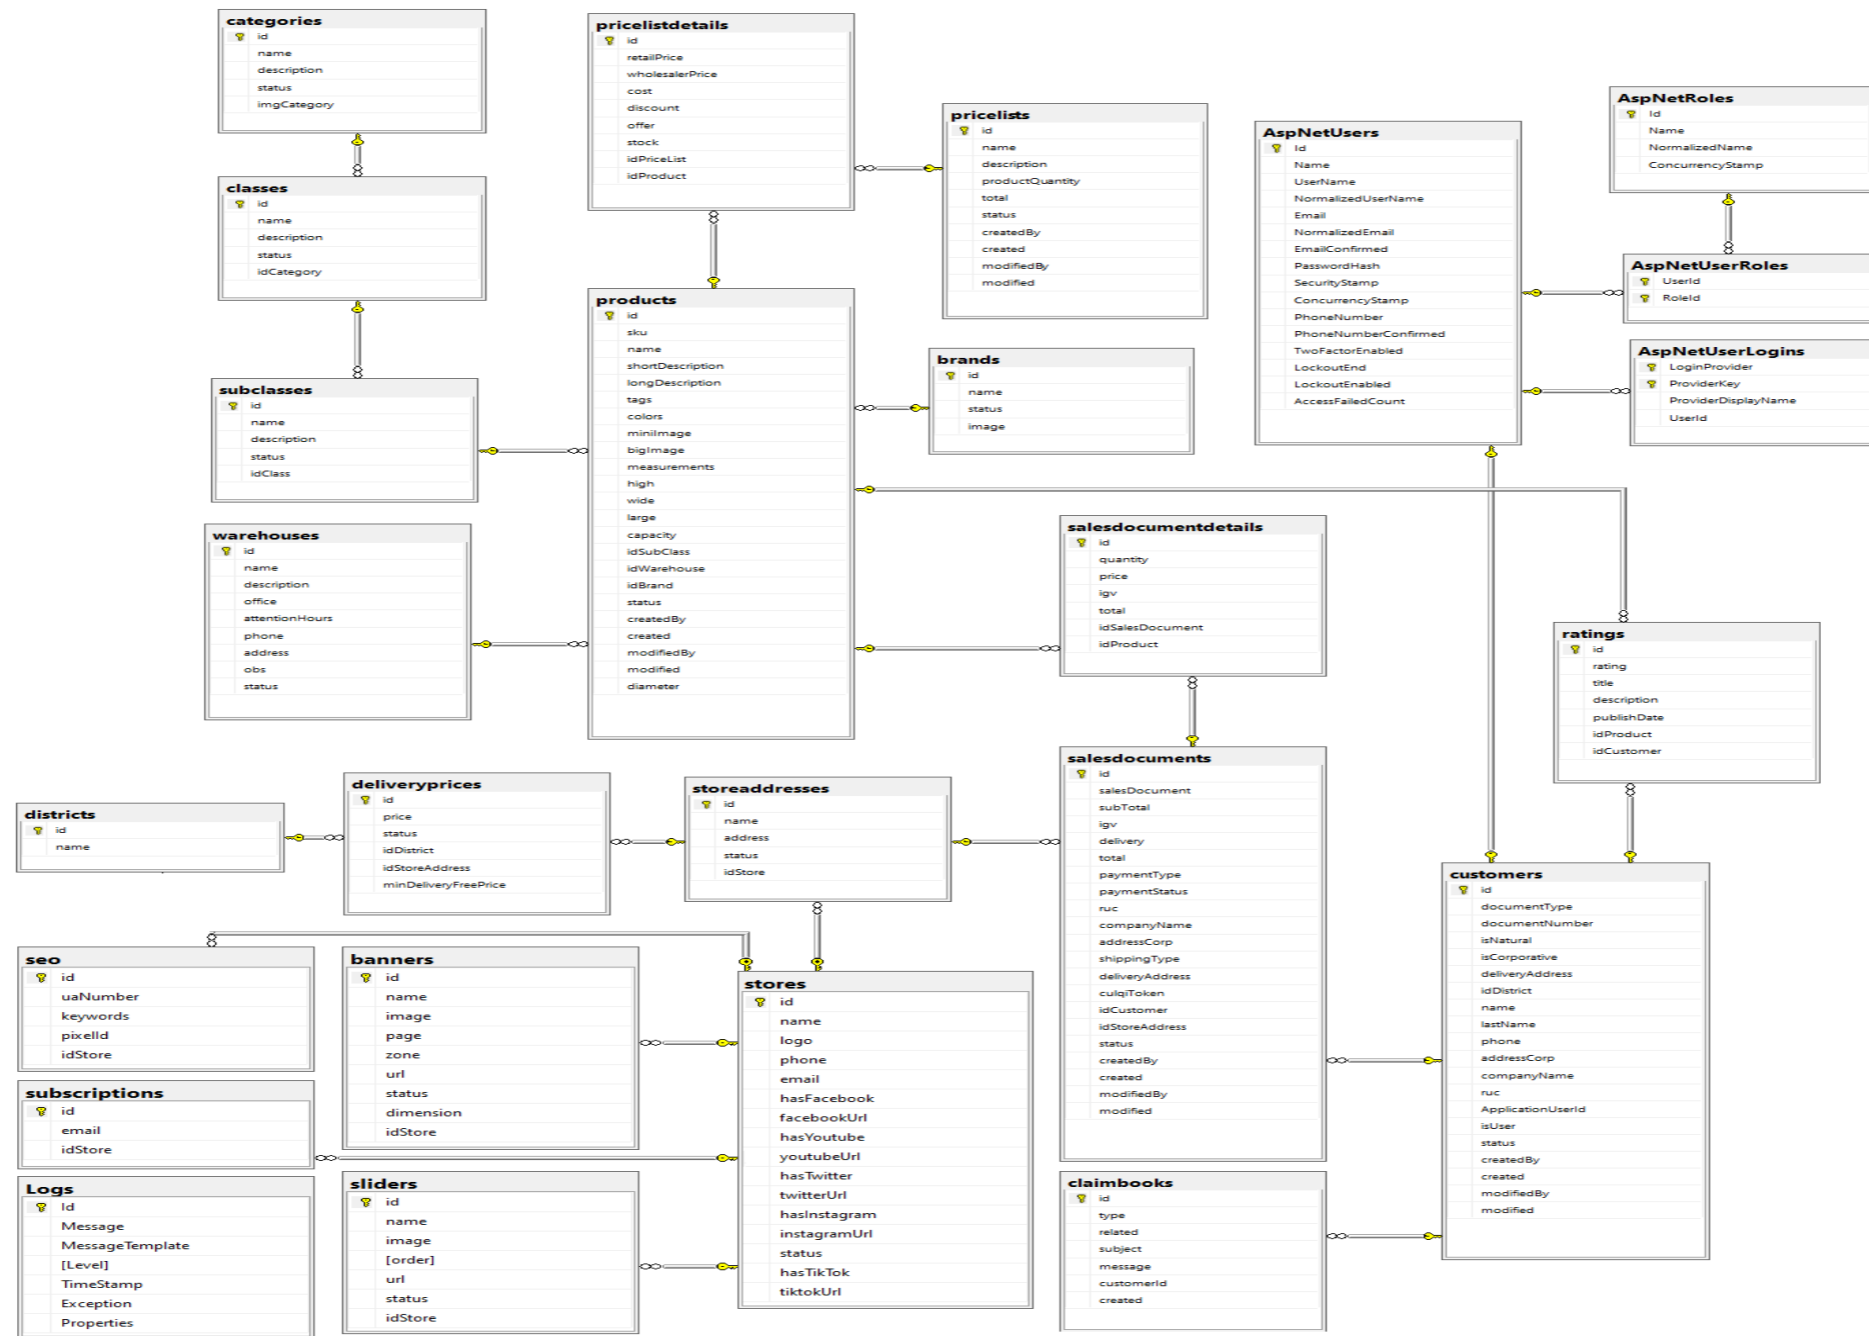 categories
id
name
description
status
imgCategory
classes
id
name
description
status
idCategory
subclasses
id
name
description
status
idClass
warehouses
id
name
description
office
attentionHours
phone
address
obs
status
pricelistdetails
id
retailPrice
wholesalerPrice
cost
discount
offer
stock
idPriceList
idProduct
products
id
sku
name
shortDescription
longDescription
tags
colors
miniImage
bigImage
measurements
high
wide
large
capacity
idSubClass
idWarehouse
idBrand
status
createdBy
created
modifiedBy
modified
diameter
pricelists
id
name
description
productQuantity
total
status
createdBy
created
modifiedBy
modified
brands
id
name
status
image
AspNetUsers
Id
Name
UserName
NormalizedUserName
Email
NormalizedEmail
EmailConfirmed
PasswordHash
SecurityStamp
ConcurrencyStamp
PhoneNumber
PhoneNumberConfirmed
TwoFactorEnabled
LockoutEnd
LockoutEnabled
AccessFailedCount
AspNetRoles
Id
Name
NormalizedName
ConcurrencyStamp
AspNetUserRoles
UserId
RoleId
AspNetUserLogins
LoginProvider
ProviderKey
ProviderDisplayName
UserId
salesdocumentdetails
id
quantity
price
igv
total
idSalesDocument
idProduct
ratings
id
rating
title
description
publishDate
idProduct
idCustomer
districts
id
name
deliveryprices
id
price
status
idDistrict
idStoreAddress
minDeliveryFreePrice
storeaddresses
id
name
address
status
idStore
salesdocuments
id
salesDocument
subTotal
igv
delivery
total
paymentType
paymentStatus
ruc
companyName
addressCorp
shippingType
deliveryAddress
culqiToken
idCustomer
idStoreAddress
status
createdBy
created
modifiedBy
modified
customers
id
documentType
documentNumber
isNatural
isCorporative
deliveryAddress
idDistrict
name
lastName
phone
addressCorp
companyName
ruc
ApplicationUserId
isUser
status
createdBy
created
modifiedBy
modified
seo
id
uaNumber
keywords
pixelId
idStore
subscriptions
id
email
idStore
Logs
Id
Message
MessageTemplate
[Level]
TimeStamp
Exception
Properties
banners
id
name
image
page
zone
url
status
dimension
idStore
sliders
id
name
image
[order]
url
status
idStore
stores
id
name
logo
phone
email
hasFacebook
facebookUrl
hasYoutube
youtubeUrl
hasTwitter
twitterUrl
hasInstagram
instagramUrl
status
hasTikTok
tiktokUrl
claimbooks
id
type
related
subject
message
customerId
created